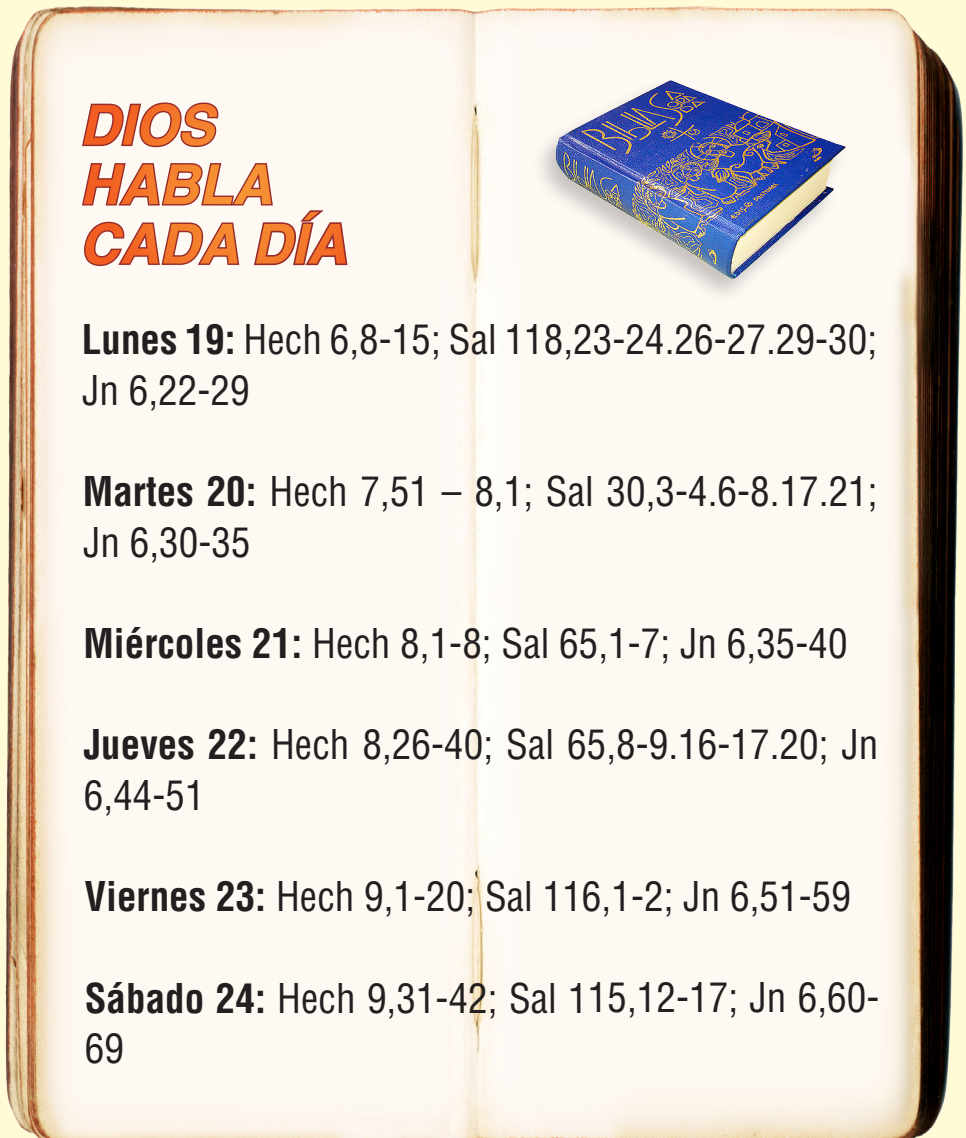 DIOS
HABLA
CADA DÍA
BIBLIA
Lunes 19: Hech 6,8-15; Sal 118,23-24.26-27.29-30;
Jn 6,22-29
Martes 20: Hech 7,51 – 8,1; Sal 30,3-4.6-8.17.21;
Jn 6,30-35
Miércoles 21: Hech 8,1-8; Sal 65,1-7; Jn 6,35-40
Jueves 22: Hech 8,26-40; Sal 65,8-9.16-17.20; Jn
6,44-51
Viernes 23: Hech 9,1-20; Sal 116,1-2; Jn 6,51-59
Sábado 24: Hech 9,31-42; Sal 115,12-17; Jn 6,60-
69